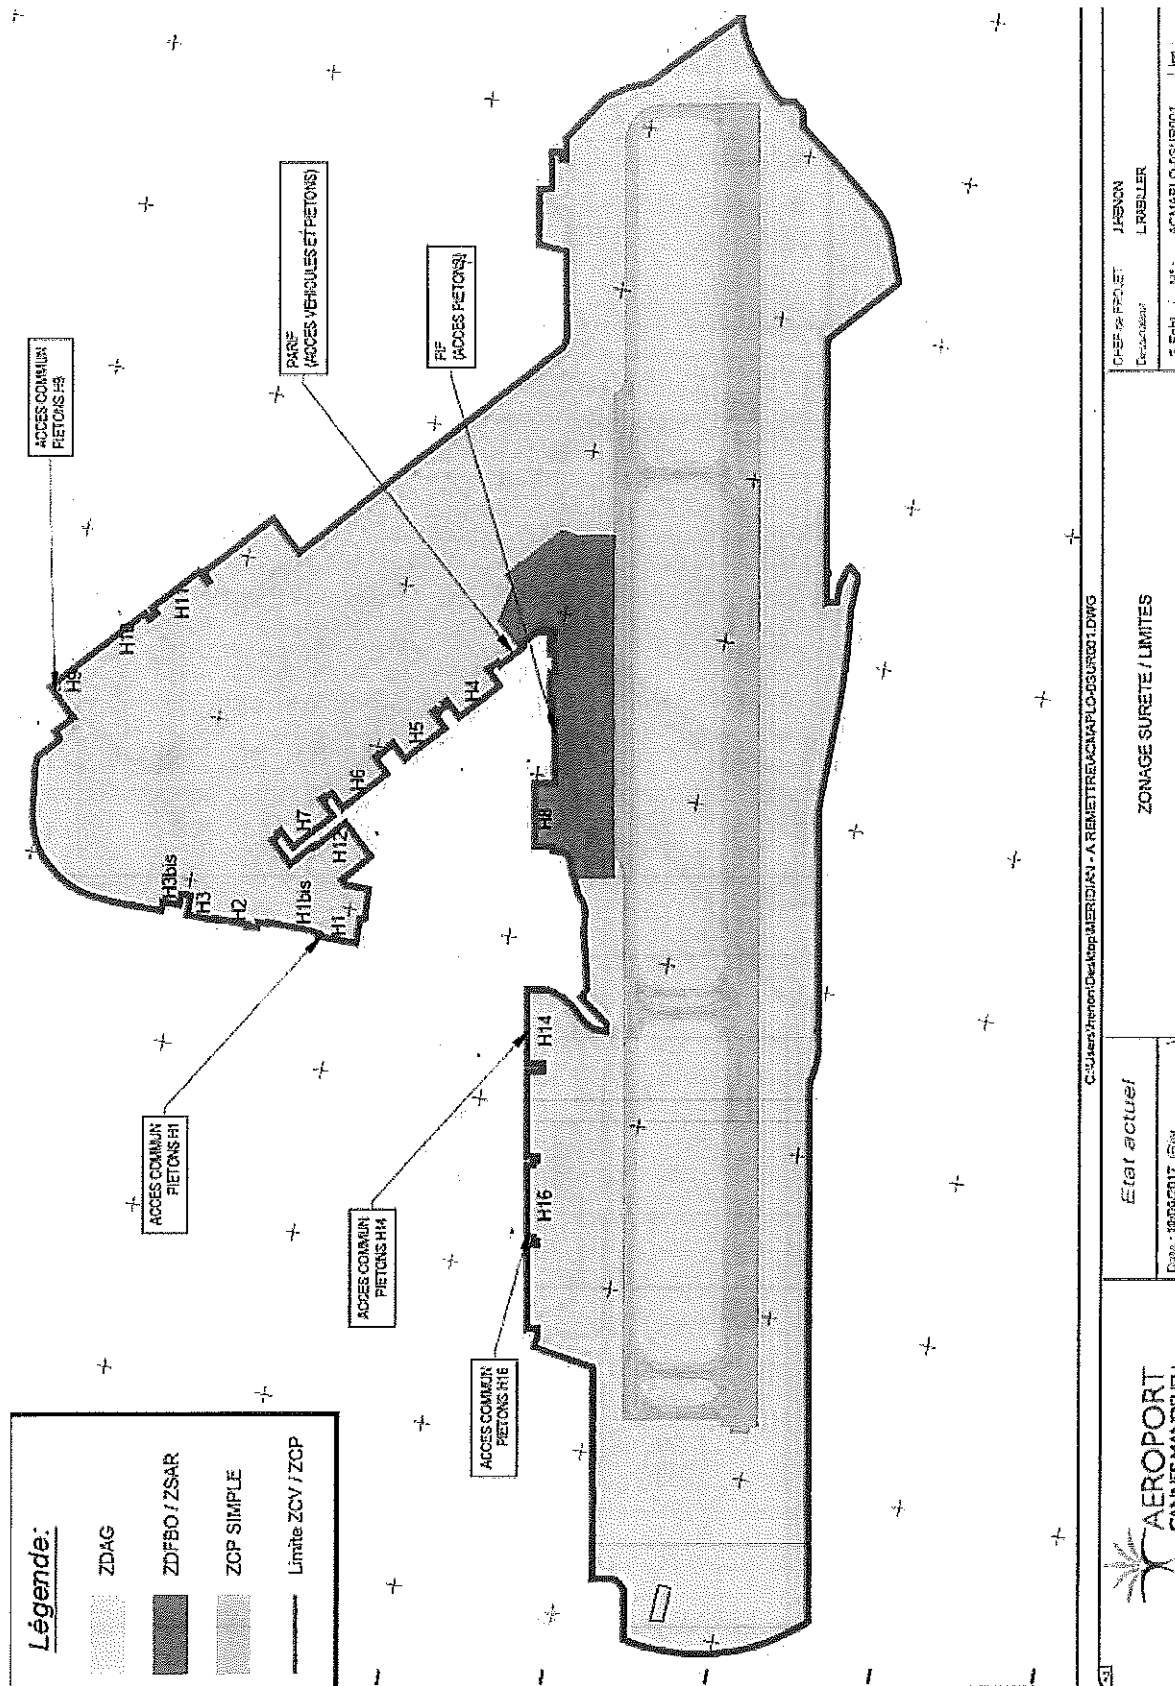 Légende:
ZDAG
ZDFBO / ZSAR
ZCP SIMPLE
Limite ZCV / ZCP
ACCES COMMUN
PIETONS H1
ACCES COMMUN
PIETONS H14
ACCES COMMUN
PIETONS H16
ACCES COMMUN
PIETONS H9
PARIF
(ACCES VEHICULES ET PIETONS)
PIF
(ACCES PIETONS)
H9
H10
H11
H3bis
H3
H2
H1bis
H1
H12
H7
H6
H5
H4
H8
H14
H16
AEROPORT
Etat actuel
ZONAGE SURETE / LIMITES
CHEF de PROJET
J.HENON
Dessinateur
L.RABILLER